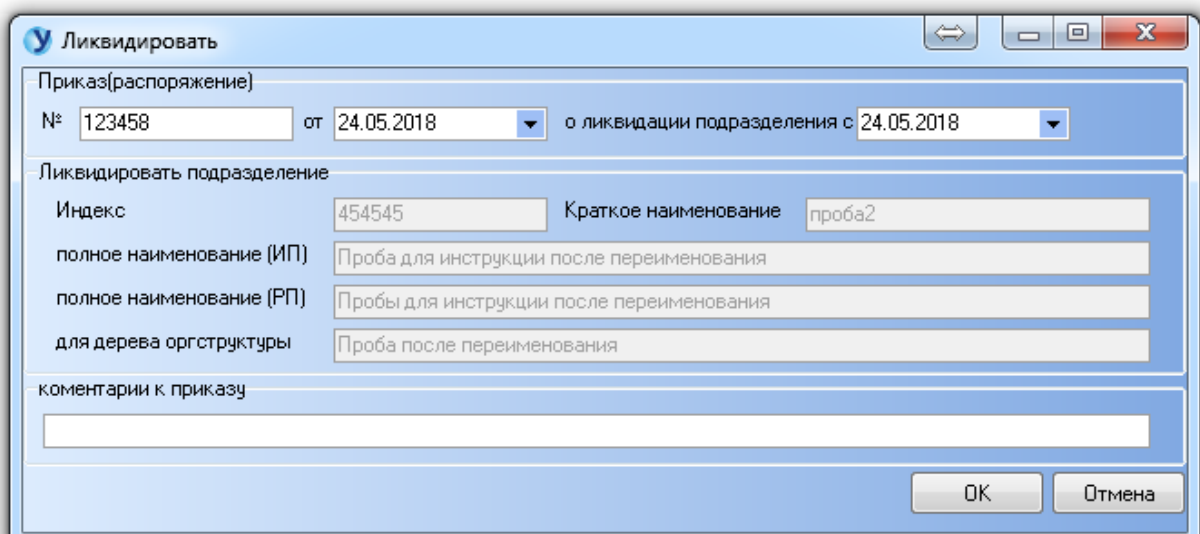 Ликвидировать
Приказ(распоряжение)
№ 123458 от 24.05.2018 о ликвидации подразделения с 24.05.2018
Ликвидировать подразделение
Индекс 454545 Краткое наименование проба2
полное наименование (ИП) Проба для инструкции после переименования
полное наименование (РП) Пробы для инструкции после переименования
для дерева оргструктуры Проба после переименования
коментарии к приказу
OK Отмена